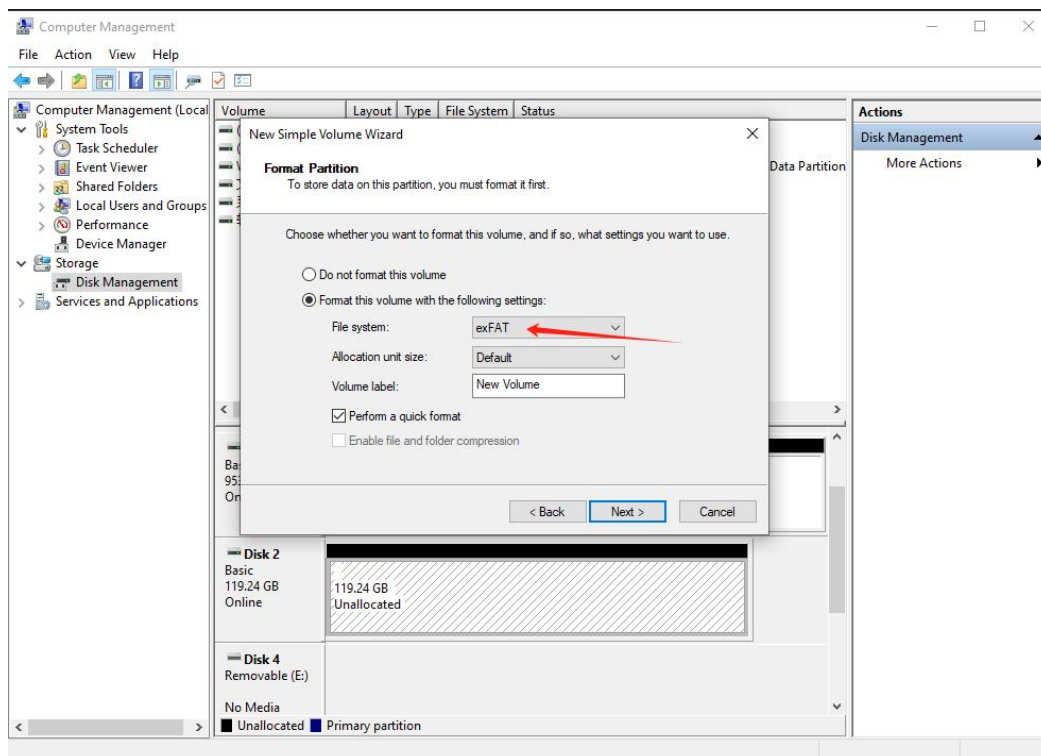 Computer Management
File Action View Help
Computer Management (Local
System Tools
Task Scheduler
Event Viewer
Shared Folders
Local Users and Groups
Performance
Device Manager
Storage
Disk Management
Services and Applications
Volume Layout Type File System Status
Data Partition
Actions
Disk Management
More Actions
New Simple Volume Wizard
Format Partition
To store data on this partition, you must format it first.
Choose whether you want to format this volume, and if so, what settings you want to use.
Do not format this volume
Format this volume with the following settings:
File system: exFAT
Allocation unit size: Default
Volume label: New Volume
Perform a quick format
Enable file and folder compression
< Back Next > Cancel
Disk 2
Basic
119.24 GB
Online
119.24 GB
Unallocated
Disk 4
Removable (E:)
No Media
Unallocated Primary partition